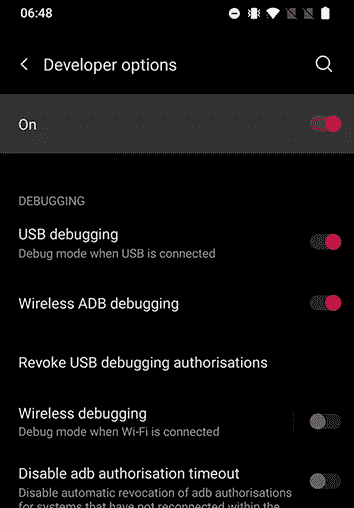 06:48
Developer options
On
DEBUGGING
USB debugging
Debug mode when USB is connected
Wireless ADB debugging
Revoke USB debugging authorisations
Wireless debugging
Debug mode when Wi-Fi is connected
Disable adb authorisation timeout
Disable automatic revocation of adb authorisations
for systems that have not reconnected within the